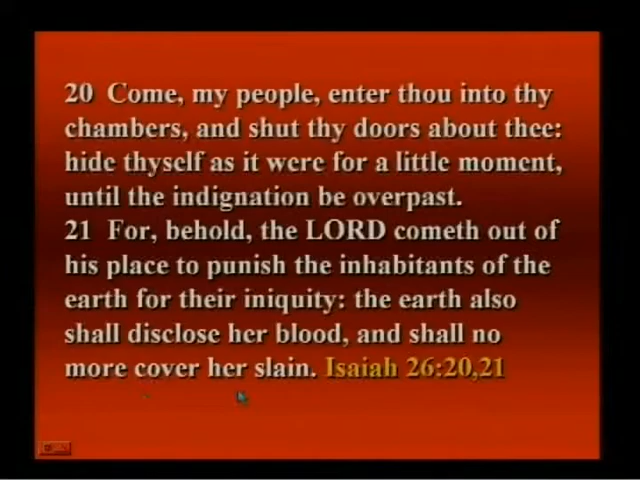 20 Come, my people, enter thou into thy
chambers, and shut thy doors about thee:
hide thyself as it were for a little moment,
until the indignation be overpast.
21 For, behold, the LORD cometh out of
his place to punish the inhabitants of the
earth for their iniquity: the earth also
shall disclose her blood, and shall no
more cover her slain. Isaiah 26:20,21